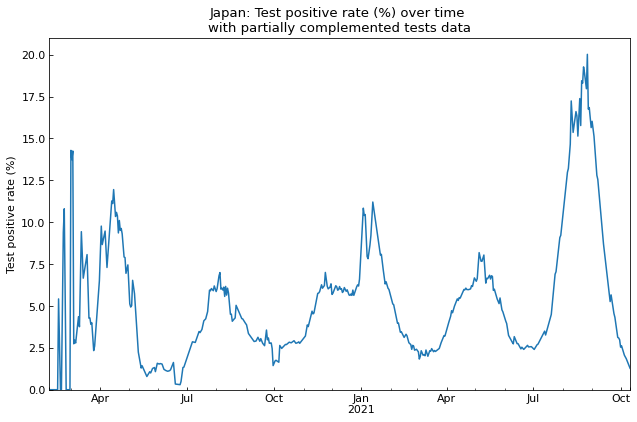 Japan: Test positive rate (%) over time
with partially complemented tests data
Test positive rate (%)
20.0
17.5
15.0
12.5
10.0
7.5
5.0
2.5
0.0
Apr Jul Oct Jan Apr Jul Oct
2021